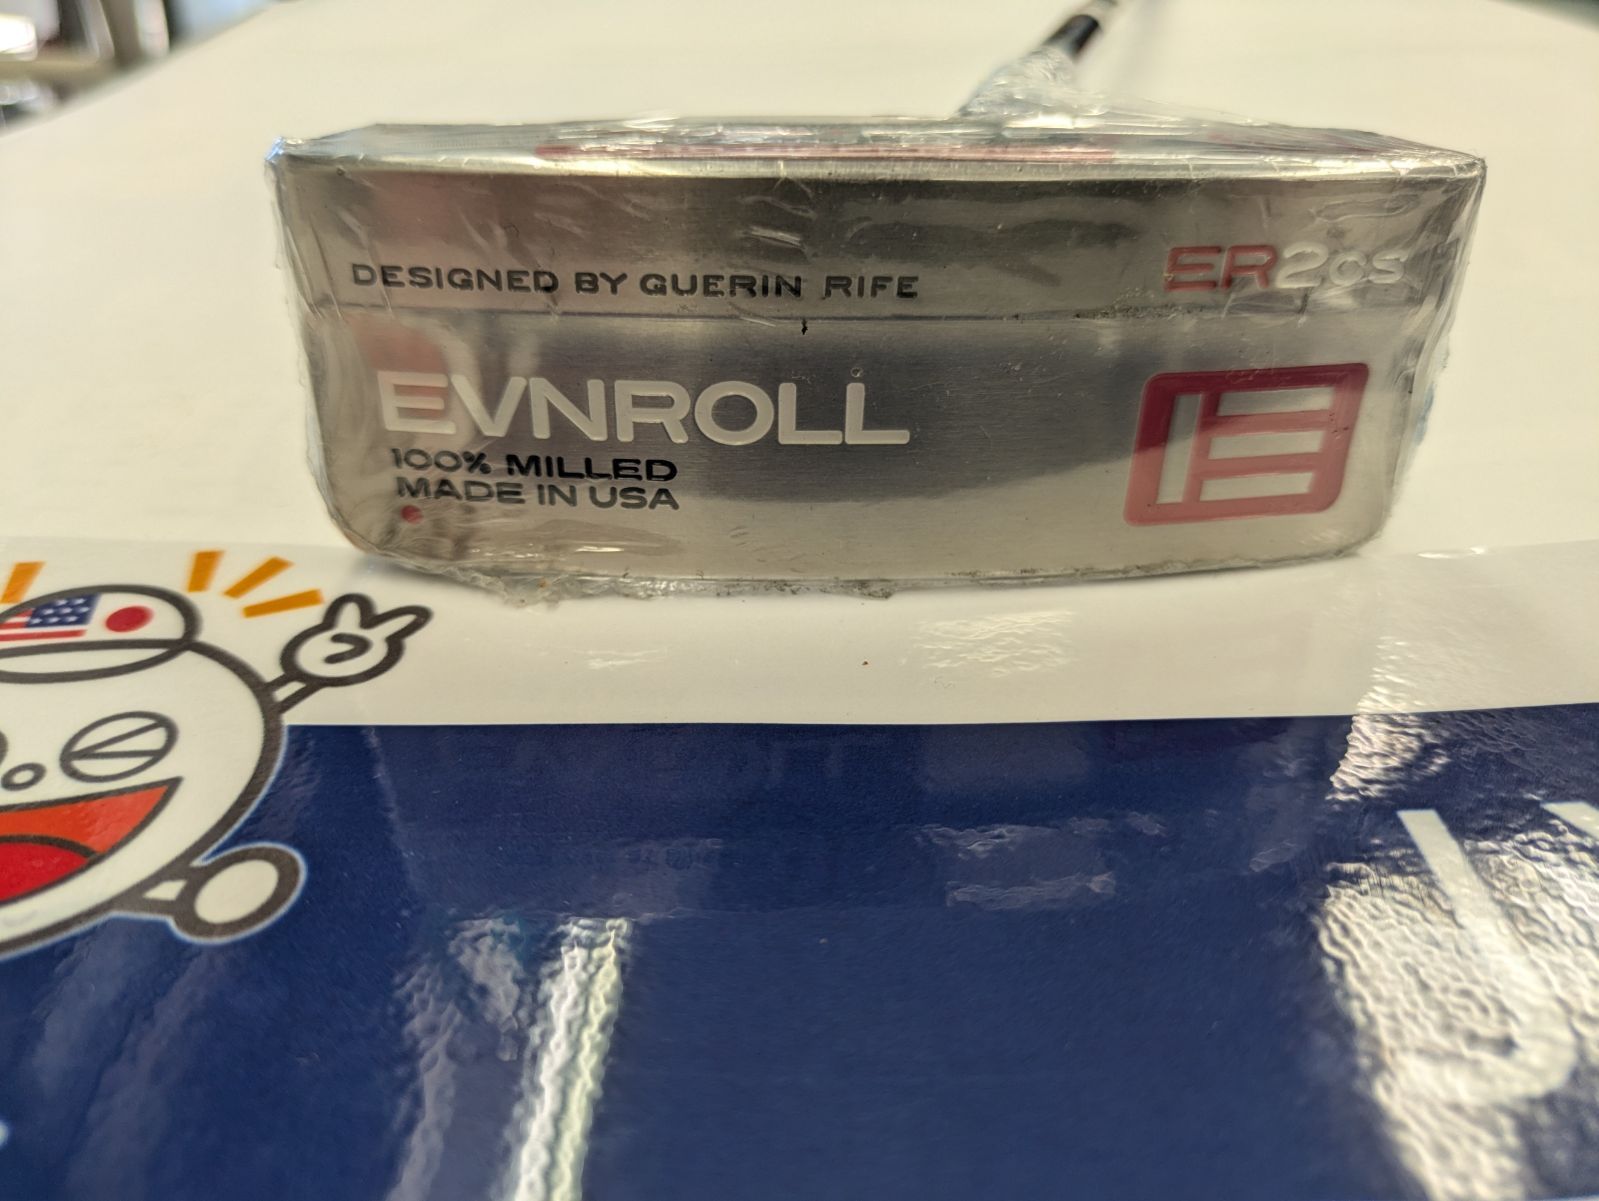 DESIGNED BY GUERIN RIFE
ER2CS
EVNROLL
100% MILLED
MADE IN USA
E